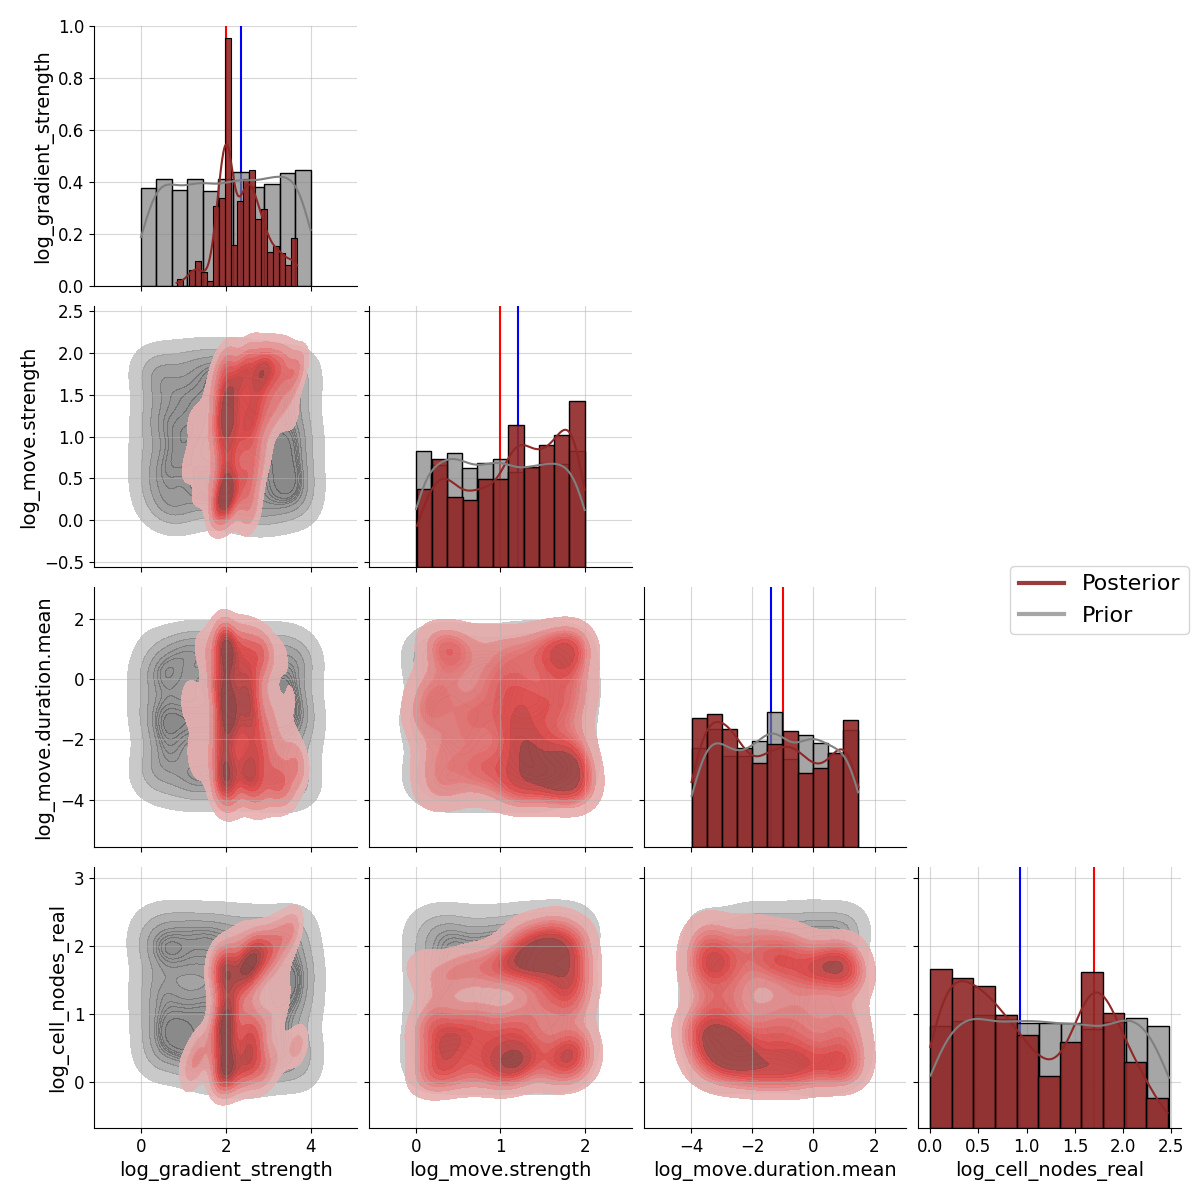 1.0
0.8
0.6
0.4
0.2
0.0
log_gradient_strength
2.5
2.0
1.5
1.0
0.5
0.0
−0.5
log_move.strength
2
0
−2
−4
log_move.duration.mean
Posterior
Prior
3
2
1
0
log_cell_nodes_real
0 2 4
0 1 2
−4 −2 0 2
0.0 0.5 1.0 1.5 2.0 2.5
log_gradient_strength
log_move.strength
log_move.duration.mean
log_cell_nodes_real